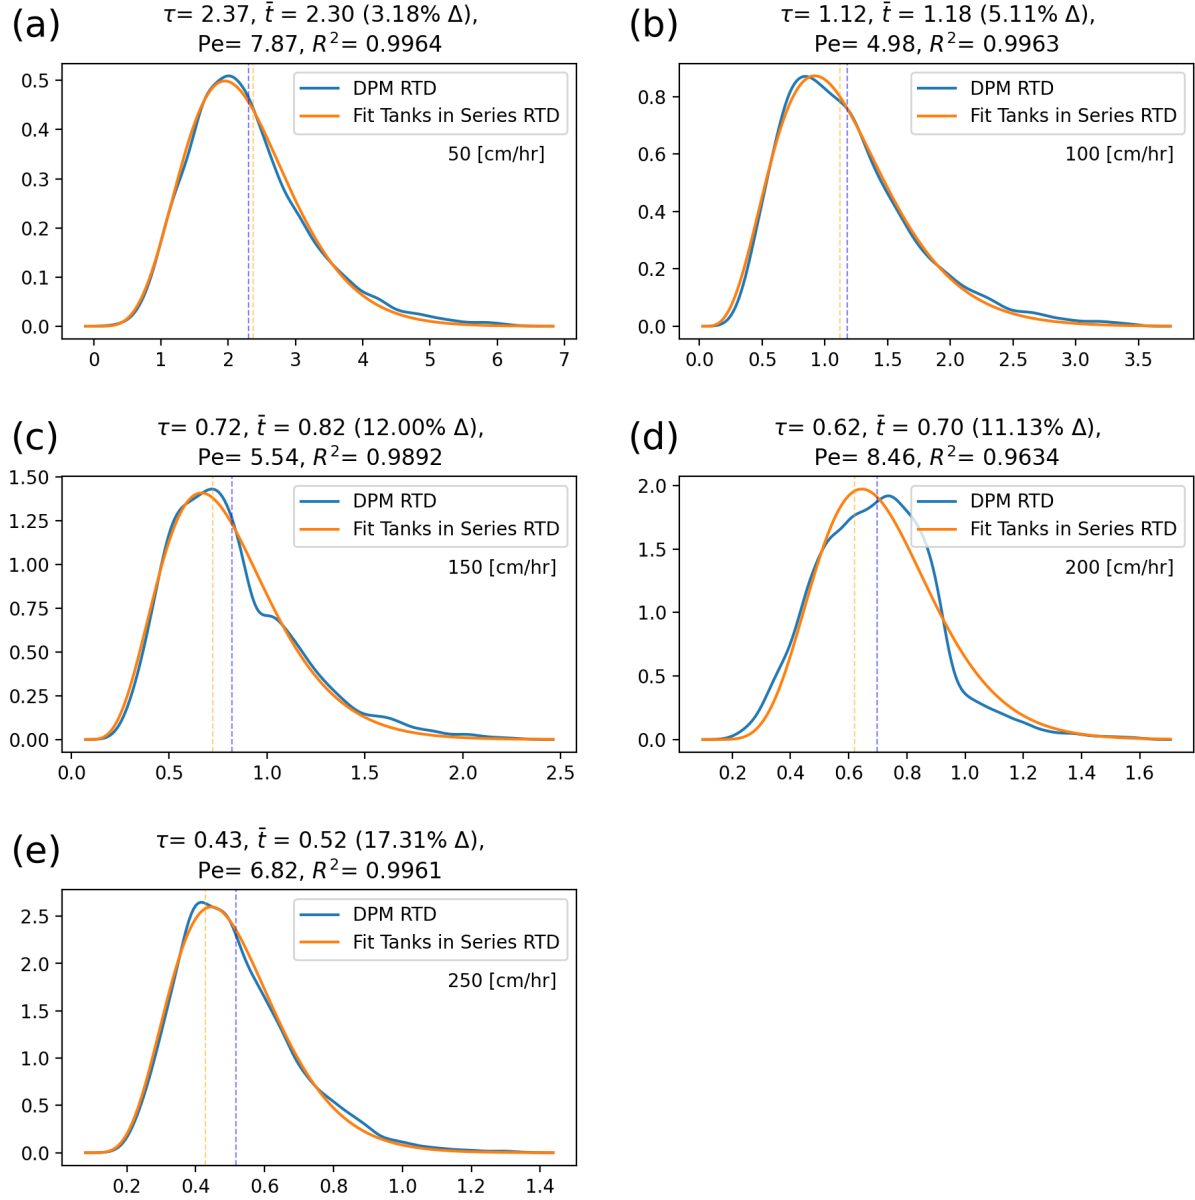 (a)
τ= 2.37, t̄ = 2.30 (3.18% Δ),
Pe= 7.87, R²= 0.9964
DPM RTD
Fit Tanks in Series RTD
50 [cm/hr]
0.5
0.4
0.3
0.2
0.1
0.0
0 1 2 3 4 5 6 7
(b)
τ= 1.12, t̄ = 1.18 (5.11% Δ),
Pe= 4.98, R²= 0.9963
DPM RTD
Fit Tanks in Series RTD
100 [cm/hr]
0.8
0.6
0.4
0.2
0.0
0.0 0.5 1.0 1.5 2.0 2.5 3.0 3.5
(c)
τ= 0.72, t̄ = 0.82 (12.00% Δ),
Pe= 5.54, R²= 0.9892
DPM RTD
Fit Tanks in Series RTD
150 [cm/hr]
1.50
1.25
1.00
0.75
0.50
0.25
0.00
0.0 0.5 1.0 1.5 2.0 2.5
(d)
τ= 0.62, t̄ = 0.70 (11.13% Δ),
Pe= 8.46, R²= 0.9634
DPM RTD
Fit Tanks in Series RTD
200 [cm/hr]
2.0
1.5
1.0
0.5
0.0
0.2 0.4 0.6 0.8 1.0 1.2 1.4 1.6
(e)
τ= 0.43, t̄ = 0.52 (17.31% Δ),
Pe= 6.82, R²= 0.9961
DPM RTD
Fit Tanks in Series RTD
250 [cm/hr]
2.5
2.0
1.5
1.0
0.5
0.0
0.2 0.4 0.6 0.8 1.0 1.2 1.4